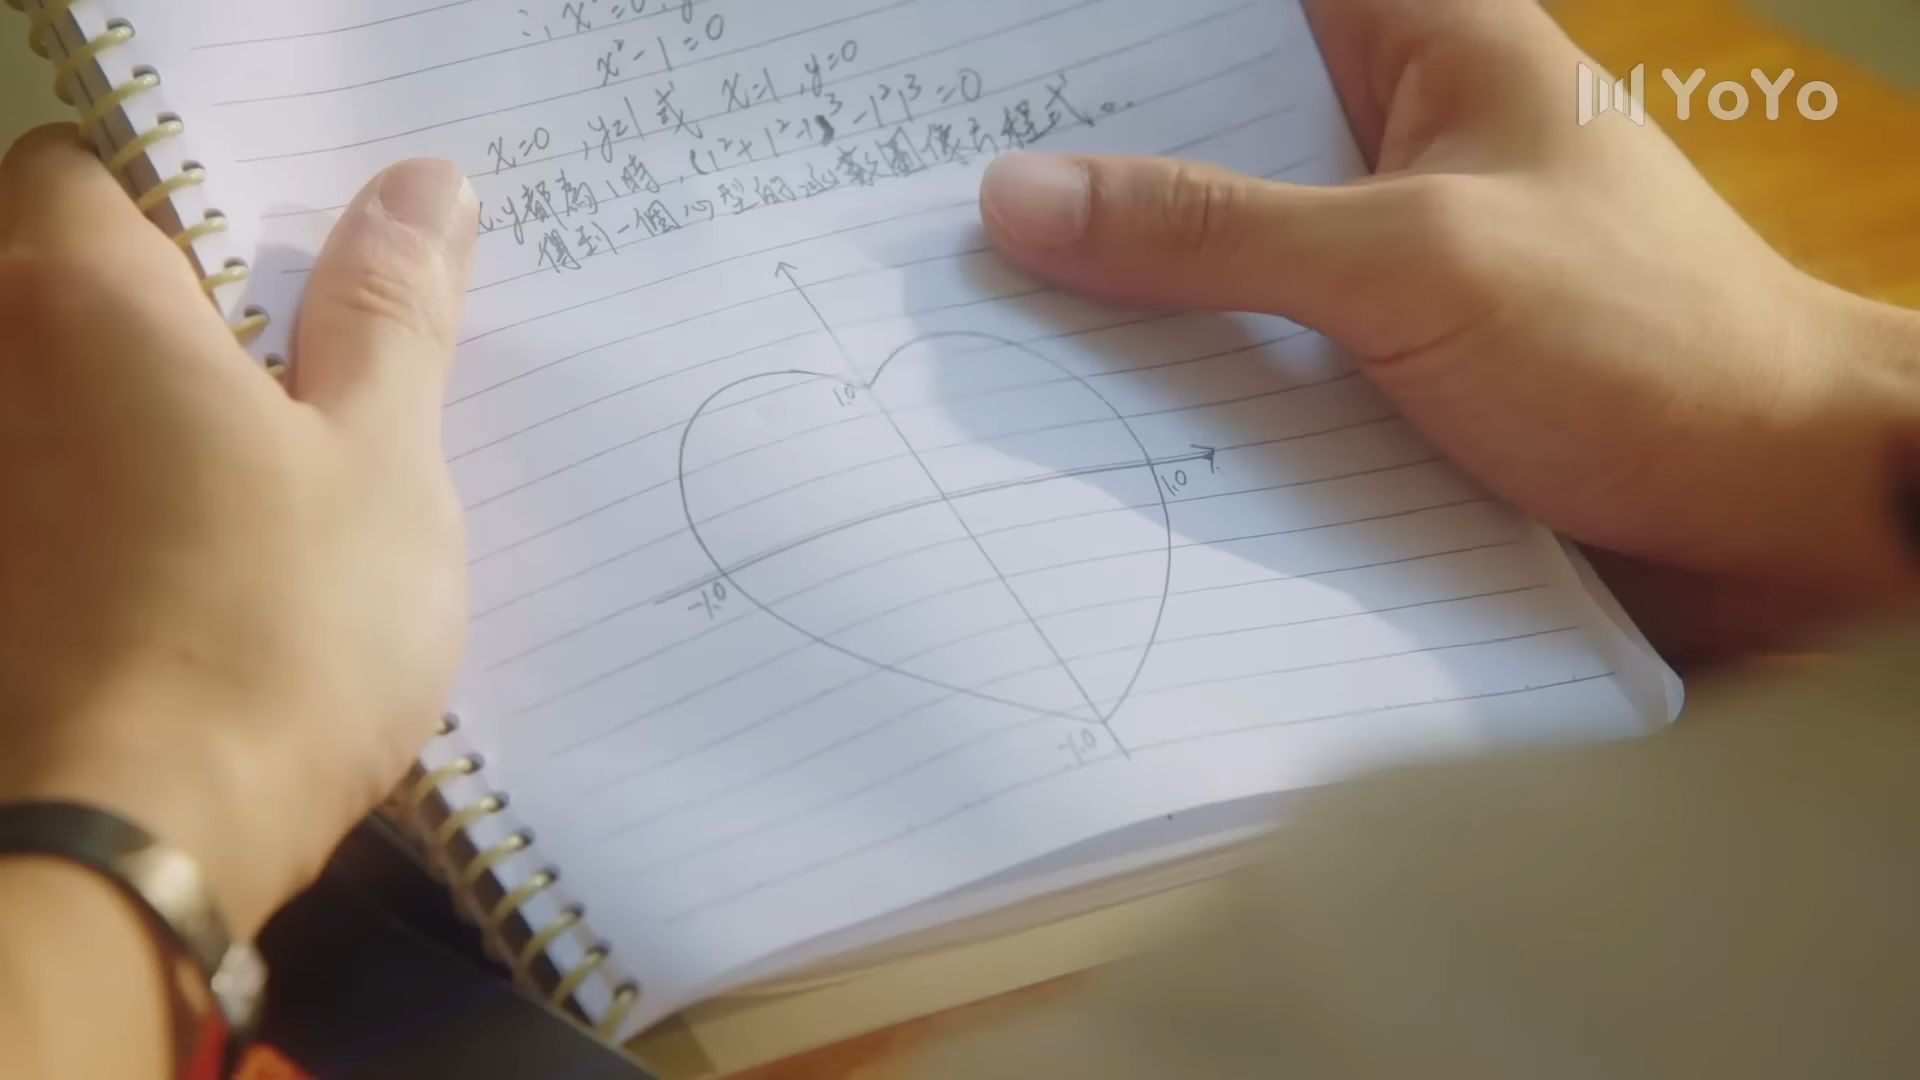 ∴ x²=0, y
x²-1=0
x=0, y=1 或 x=1, y=0
x.y都為1時, (1²+1²-1)³-1²1³=0
得到一個心型的函數圖像方程式...
1.0
1.0
-1.0
-1.0
YoYo